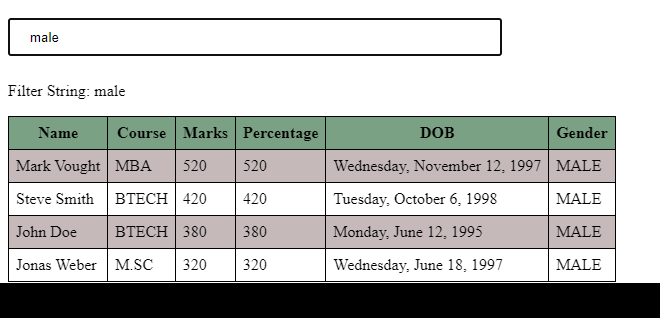 male
Filter String: male
Name Course Marks Percentage DOB Gender
Mark Vought MBA 520 520 Wednesday, November 12, 1997 MALE
Steve Smith BTECH 420 420 Tuesday, October 6, 1998 MALE
John Doe BTECH 380 380 Monday, June 12, 1995 MALE
Jonas Weber M.SC 320 320 Wednesday, June 18, 1997 MALE